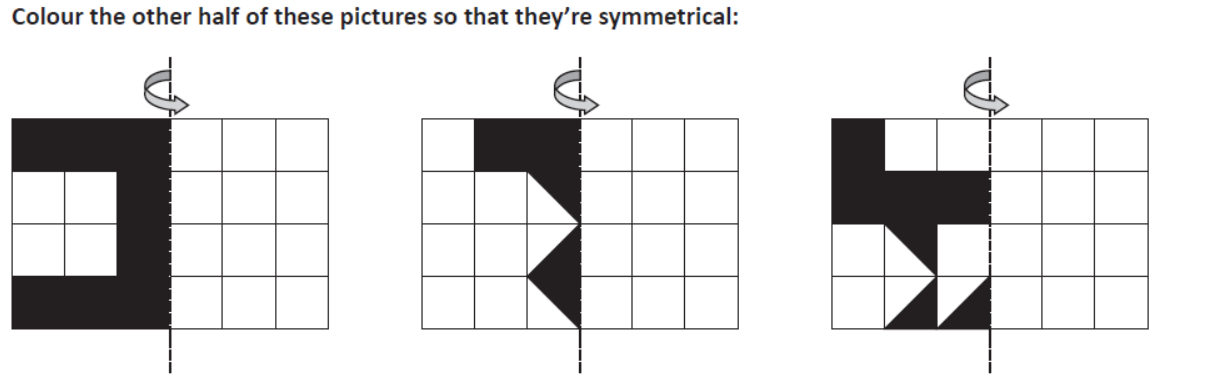 Colour the other half of these pictures so that they’re symmetrical: